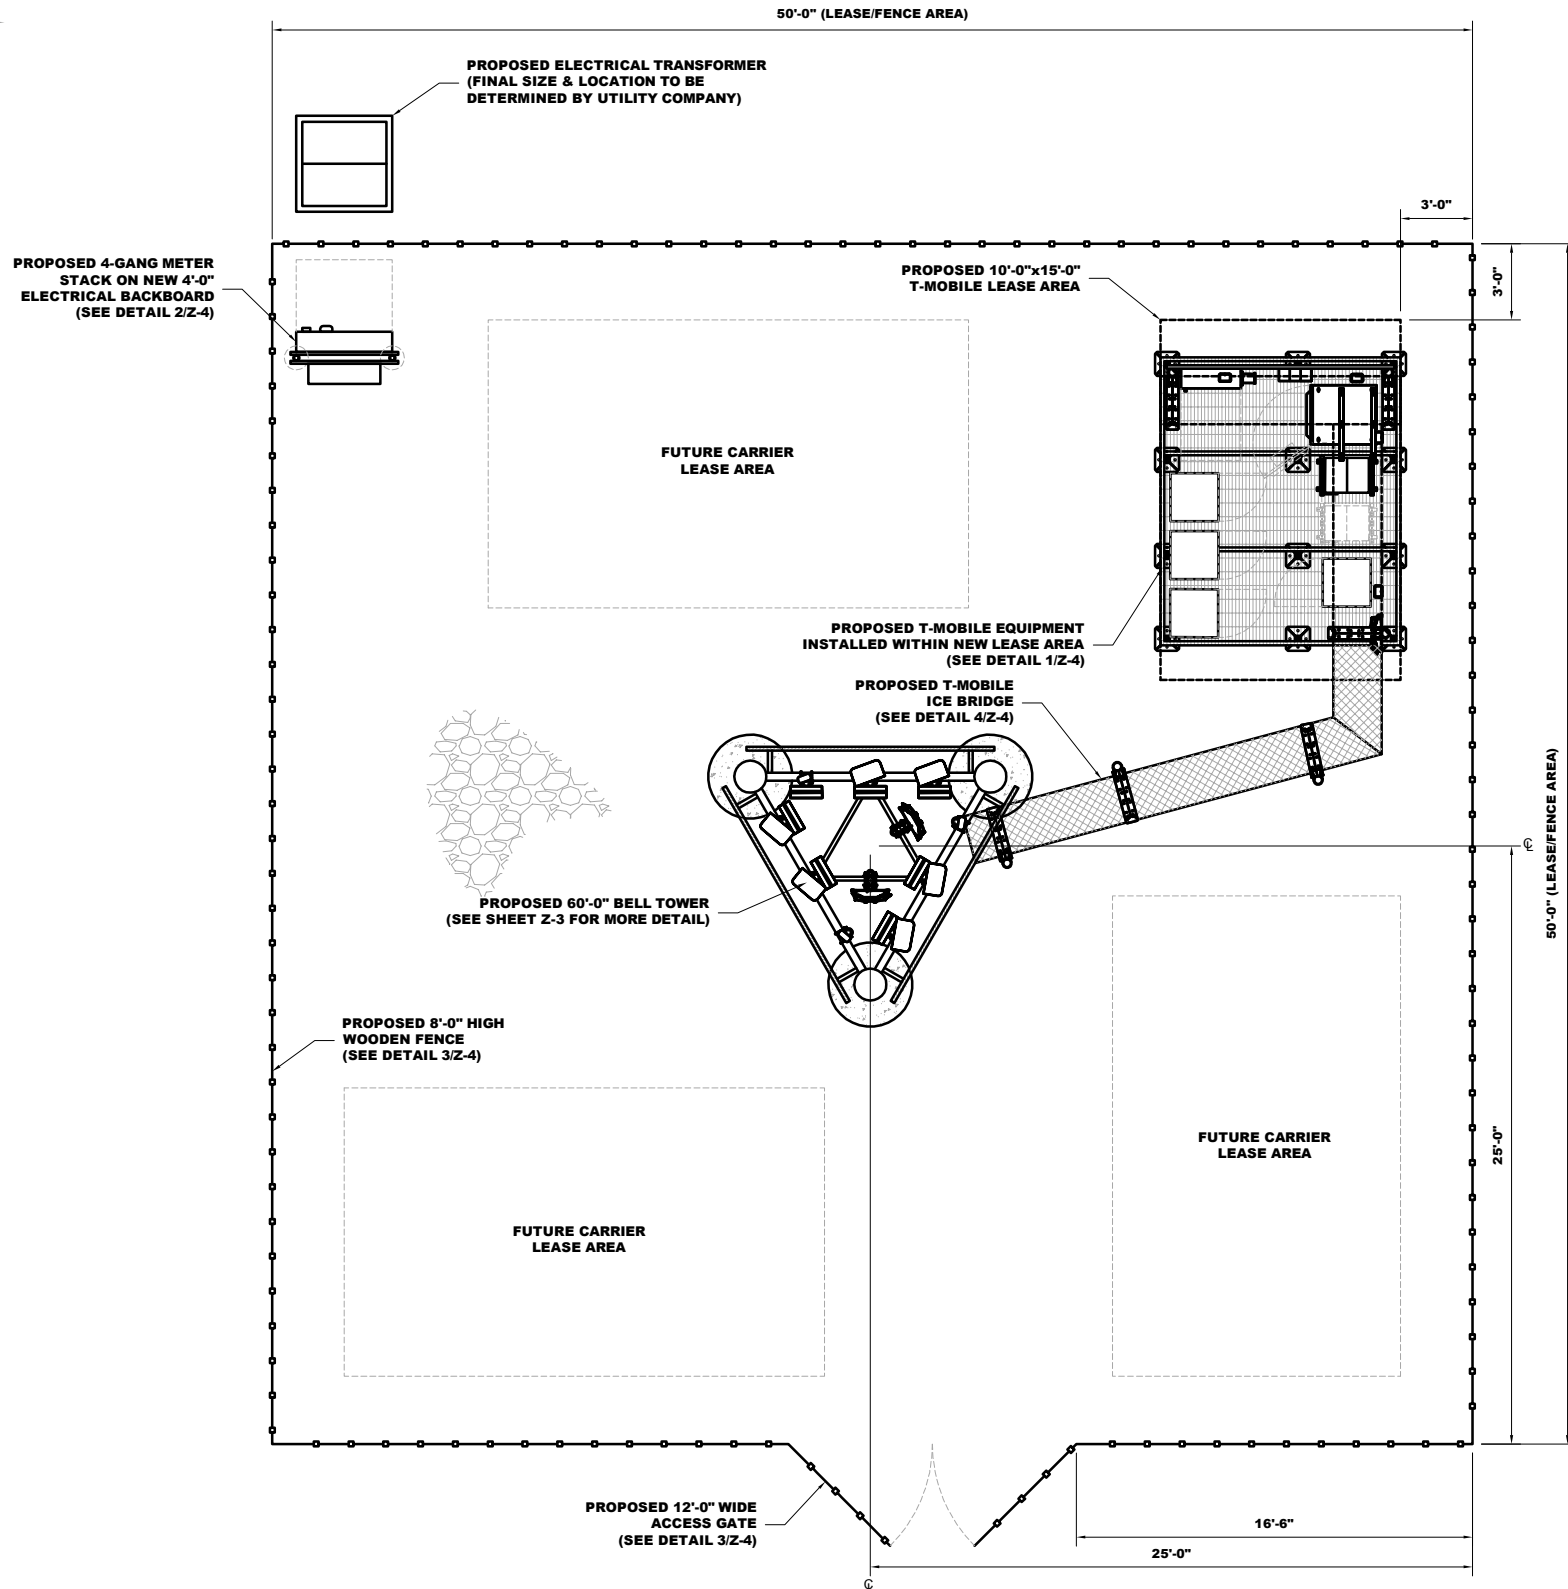 50'-0" (LEASE/FENCE AREA)
PROPOSED ELECTRICAL TRANSFORMER
(FINAL SIZE & LOCATION TO BE
DETERMINED BY UTILITY COMPANY)
3'-0"
PROPOSED 4-GANG METER
STACK ON NEW 4'-0"
ELECTRICAL BACKBOARD
(SEE DETAIL 2/Z-4)
PROPOSED 10'-0"x15'-0"
T-MOBILE LEASE AREA
3'-0"
FUTURE CARRIER
LEASE AREA
PROPOSED T-MOBILE EQUIPMENT
INSTALLED WITHIN NEW LEASE AREA
(SEE DETAIL 1/Z-4)
PROPOSED T-MOBILE
ICE BRIDGE
(SEE DETAIL 4/Z-4)
50'-0" (LEASE/FENCE AREA)
℄
PROPOSED 60'-0" BELL TOWER
(SEE SHEET Z-3 FOR MORE DETAIL)
PROPOSED 8'-0" HIGH
WOODEN FENCE
(SEE DETAIL 3/Z-4)
FUTURE CARRIER
LEASE AREA
25'-0"
FUTURE CARRIER
LEASE AREA
PROPOSED 12'-0" WIDE
ACCESS GATE
(SEE DETAIL 3/Z-4)
16'-6"
25'-0"
℄